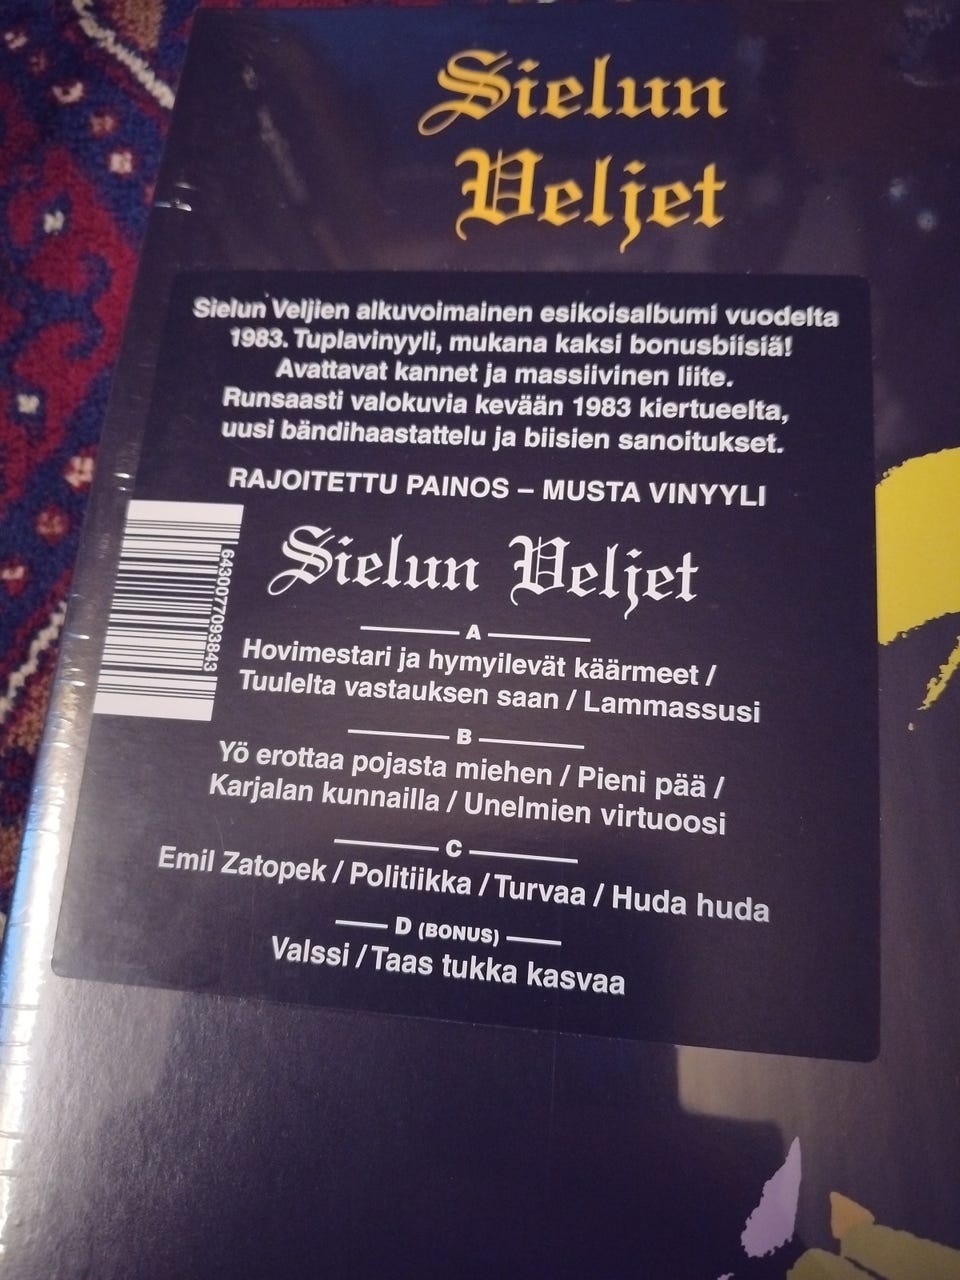 Sielun
Veljet
Sielun Veljien alkuvoimainen esikoisalbumi vuodelta
1983. Tuplavinyyli, mukana kaksi bonusbiisiä!
Avattavat kannet ja massiivinen liite.
Runsaasti valokuvia kevään 1983 kiertueelta,
uusi bändihaastattelu ja biisien sanoitukset.
RAJOITETTU PAINOS – MUSTA VINYYLI
6430077093843
Sielun Veljet
A
Hovimestari ja hymyilevät käärmeet /
Tuulelta vastauksen saan / Lammassusi
B
Yö erottaa pojasta miehen / Pieni pää /
Karjalan kunnailla / Unelmien virtuoosi
C
Emil Zatopek / Politiikka / Turvaa / Huda huda
D (BONUS)
Valssi / Taas tukka kasvaa